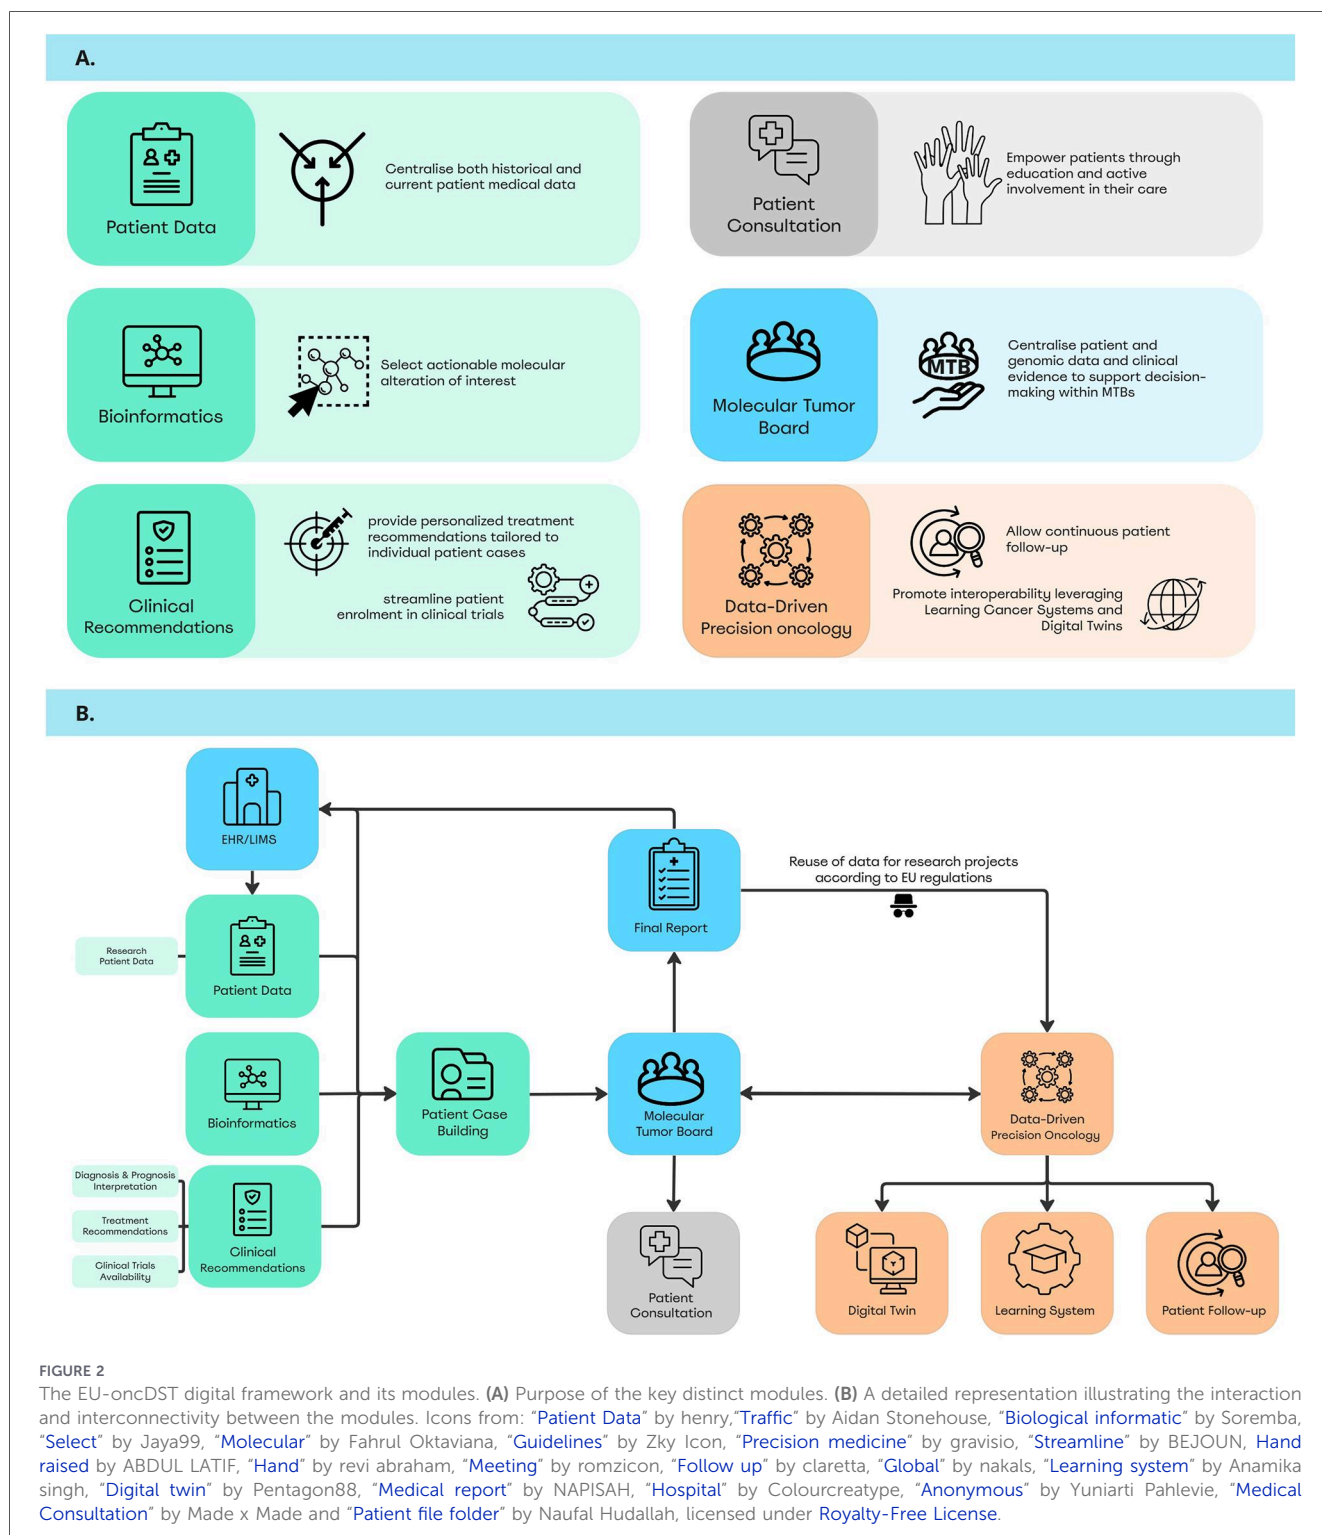 A.
Patient Data
Centralise both historical and
current patient medical data
Patient
Consultation
Empower patients through
education and active
involvement in their care
Bioinformatics
Select actionable molecular
alteration of interest
Molecular Tumor
Board
MTB
Centralise patient and
genomic data and clinical
evidence to support decision-
making within MTBs
Clinical
Recommendations
provide personalized treatment
recommendations tailored to
individual patient cases
streamline patient
enrolment in clinical trials
Data-Driven
Precision oncology
Allow continuous patient
follow-up
Promote interoperability leveraging
Learning Cancer Systems and
Digital Twins
B.
EHR/LIMS
Research
Patient Data
Patient Data
Bioinformatics
Diagnosis & Prognosis
Interpretation
Treatment
Recommendations
Clinical Trials
Availability
Clinical
Recommendations
Patient Case
Building
Final Report
Reuse of data for research projects
according to EU regulations
Molecular
Tumor Board
Patient
Consultation
Data-Driven
Precision Oncology
Digital Twin
Learning System
Patient Follow-up
FIGURE 2
The EU-oncDST digital framework and its modules. (A) Purpose of the key distinct modules. (B) A detailed representation illustrating the interaction
and interconnectivity between the modules. Icons from: “Patient Data” by henry,“Traffic” by Aidan Stonehouse, “Biological informatic” by Soremba,
“Select” by Jaya99, “Molecular” by Fahrul Oktaviana, “Guidelines” by Zky Icon, “Precision medicine” by gravisio, “Streamline” by BEJOUN, Hand
raised by ABDUL LATIF, “Hand” by revi abraham, “Meeting” by romzicon, “Follow up” by claretta, “Global” by nakals, “Learning system” by Anamika
singh, “Digital twin” by Pentagon88, “Medical report” by NAPISAH, “Hospital” by Colourcreatype, “Anonymous” by Yuniarti Pahlevie, “Medical
Consultation” by Made x Made and “Patient file folder” by Naufal Hudallah, licensed under Royalty-Free License.